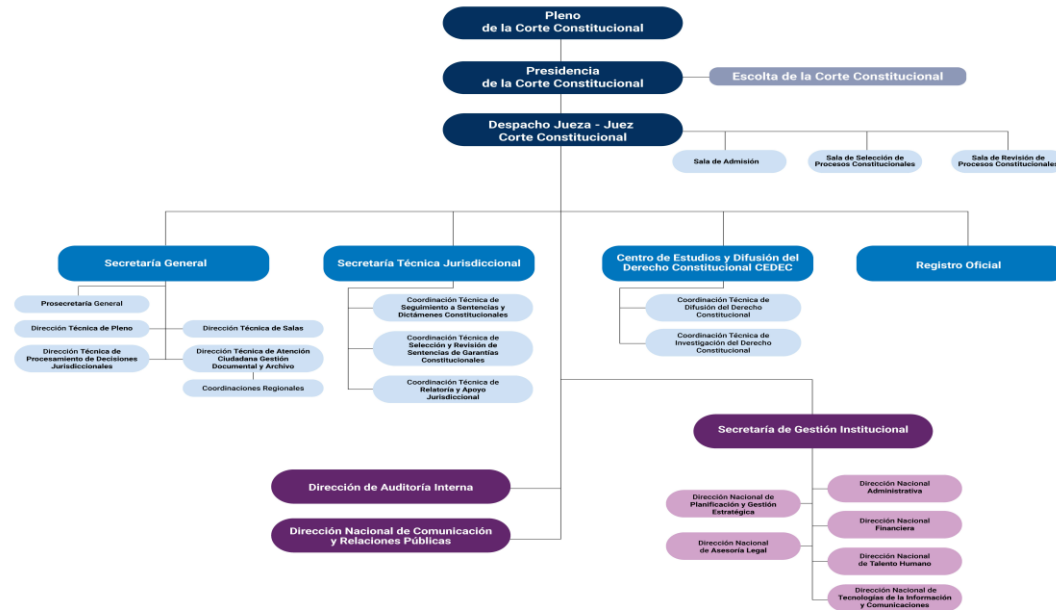 Pleno
de la Corte Constitucional
Presidencia
de la Corte Constitucional
Escolta de la Corte Constitucional
Despacho Jueza - Juez
Corte Constitucional
Sala de Admisión
Sala de Selección de
Procesos Constitucionales
Sala de Revisión de
Procesos Constitucionales
Secretaría General
Secretaría Técnica Jurisdiccional
Centro de Estudios y Difusión del
Derecho Constitucional CEDEC
Registro Oficial
Prosecretaría General
Dirección Técnica de Pleno
Dirección Técnica de Salas
Dirección Técnica de
Procesamiento de Decisiones
Jurisdiccionales
Dirección Técnica de Atención
Ciudadana Gestión
Documental y Archivo
Coordinaciones Regionales
Coordinación Técnica de
Seguimiento a Sentencias y
Dictámenes Constitucionales
Coordinación Técnica de
Selección y Revisión de
Sentencias de Garantías
Constitucionales
Coordinación Técnica de
Relatoría y Apoyo
Jurisdiccional
Coordinación Técnica de
Difusión del Derecho
Constitucional
Coordinación Técnica de
Investigación del Derecho
Constitucional
Secretaría de Gestión Institucional
Dirección de Auditoría Interna
Dirección Nacional de Comunicación
y Relaciones Públicas
Dirección Nacional de
Planificación y Gestión
Estratégica
Dirección Nacional
de Asesoría Legal
Dirección Nacional
Administrativa
Dirección Nacional
Financiera
Dirección Nacional
de Talento Humano
Dirección Nacional de
Tecnologías de la Información
y Comunicaciones